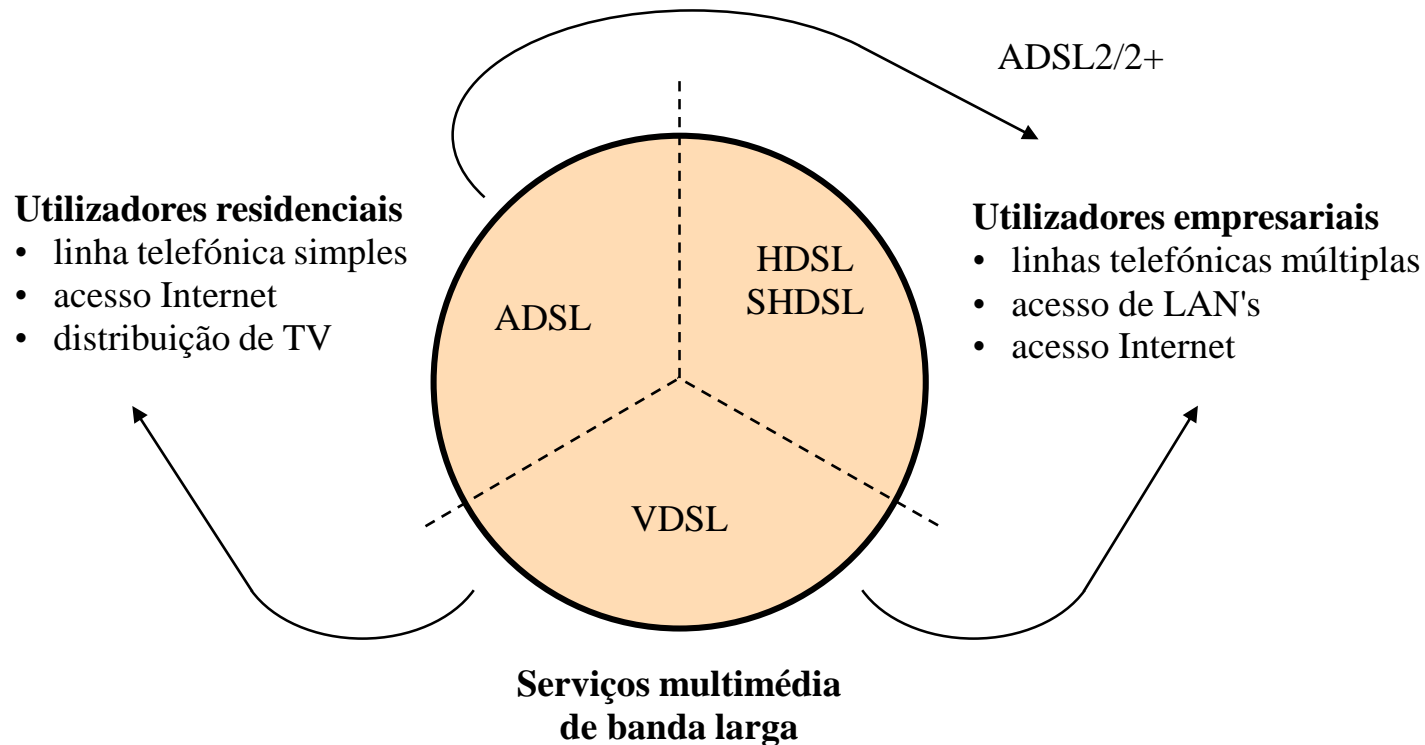 ADSL2/2+
Utilizadores residenciais
• linha telefónica simples
• acesso Internet
• distribuição de TV
ADSL
HDSL
SHDSL
Utilizadores empresariais
• linhas telefónicas múltiplas
• acesso de LAN's
• acesso Internet
VDSL
Serviços multimédia
de banda larga